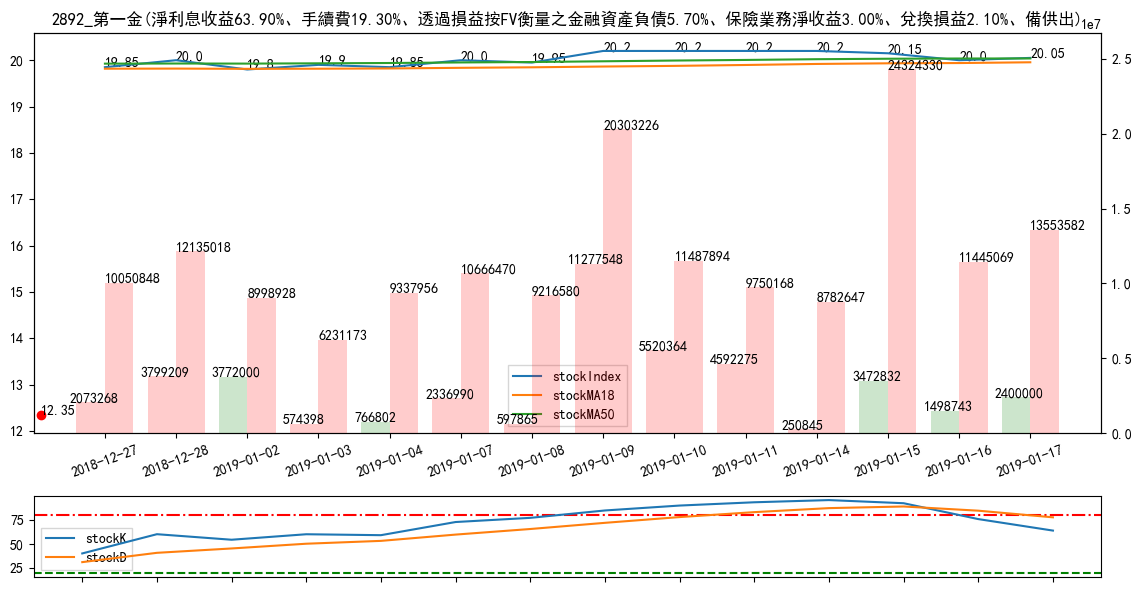 2892_第一金(淨利息收益63.90%、手續費19.30%、透過損益按FV衡量之金融資產負債5.70%、保險業務淨收益3.00%、兌換損益2.10%、備供出)
1e7
20 19 18 17 16 15 14 13 12
19.85 20.0 19.8 19.9 19.85 20.0 19.95 20.2 20.2 20.2 20.2 20.15 20.0 20.05
2.5 2.0 1.5 1.0 0.5 0.0
12.35
2073268 10050848
3799209 12135018
3772000 8998928
574398 6231173
766802 9337956
2336990 10666470
597865 9216580
11277548 20303226
5520364 11487894
4592275 9750168
250845 8782647
3472832 24324330
1498743 11445069
2400000 13553582
stockIndex
stockMA18
stockMA50
2018-12-27 2018-12-28 2019-01-02 2019-01-03 2019-01-04 2019-01-07 2019-01-08 2019-01-09 2019-01-10 2019-01-11 2019-01-14 2019-01-15 2019-01-16 2019-01-17
75 50 25
stockK
stockD